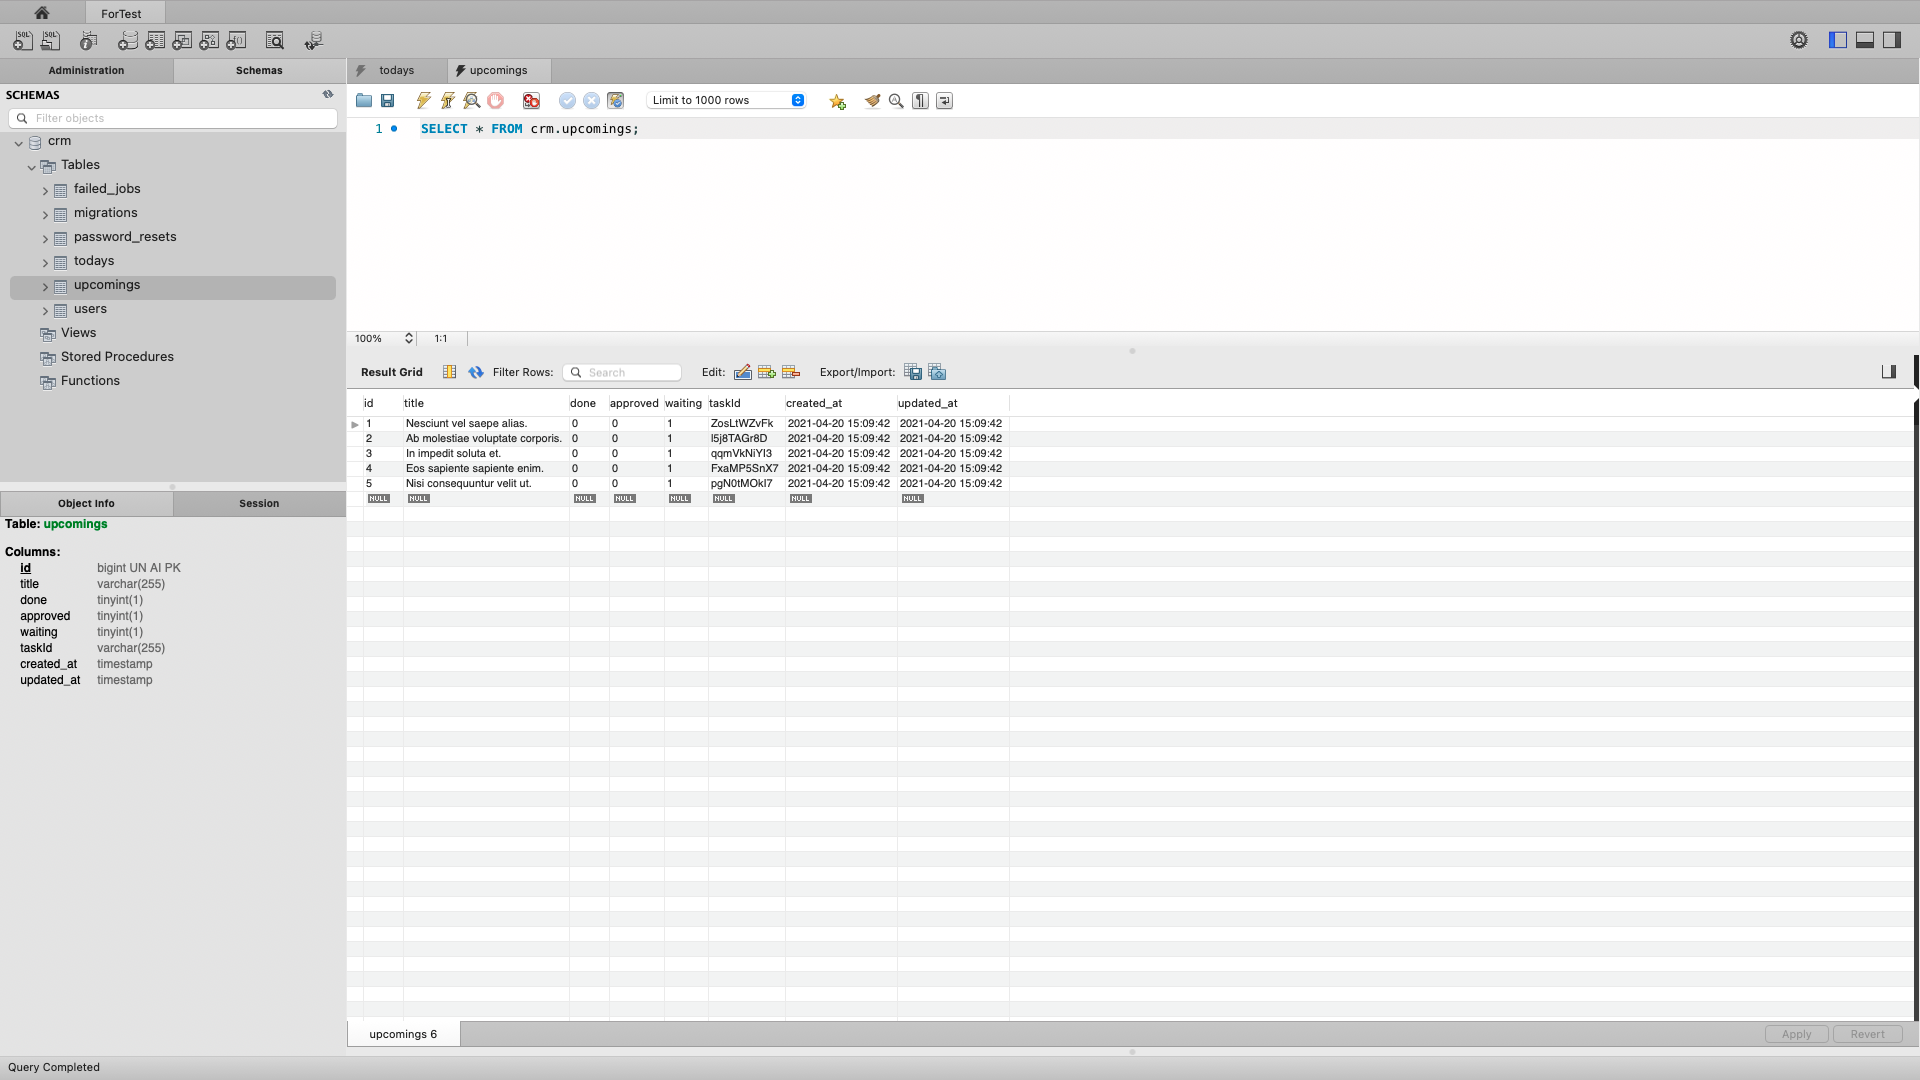 ForTest
Administration
Schemas
SCHEMAS
Filter objects
crm
Tables
failed_jobs
migrations
password_resets
todays
upcomings
users
Views
Stored Procedures
Functions
Object Info
Session
Table: upcomings
Columns:
id bigint UN AI PK
title varchar(255)
done tinyint(1)
approved tinyint(1)
waiting tinyint(1)
taskId varchar(255)
created_at timestamp
updated_at timestamp
todays
upcomings
Limit to 1000 rows
1 SELECT * FROM crm.upcomings;
100% 1:1
Result Grid Filter Rows: Search Edit: Export/Import:
id title done approved waiting taskId created_at updated_at
1 Nesciunt vel saepe alias. 0 0 1 ZosLtWZvFk 2021-04-20 15:09:42 2021-04-20 15:09:42
2 Ab molestiae voluptate corporis. 0 0 1 l5j8TAGr8D 2021-04-20 15:09:42 2021-04-20 15:09:42
3 In impedit soluta et. 0 0 1 qqmVkNiYl3 2021-04-20 15:09:42 2021-04-20 15:09:42
4 Eos sapiente sapiente enim. 0 0 1 FxaMP5SnX7 2021-04-20 15:09:42 2021-04-20 15:09:42
5 Nisi consequuntur velit ut. 0 0 1 pgN0tMOkl7 2021-04-20 15:09:42 2021-04-20 15:09:42
NULL NULL NULL NULL NULL NULL NULL NULL
upcomings 6
Apply
Revert
Query Completed